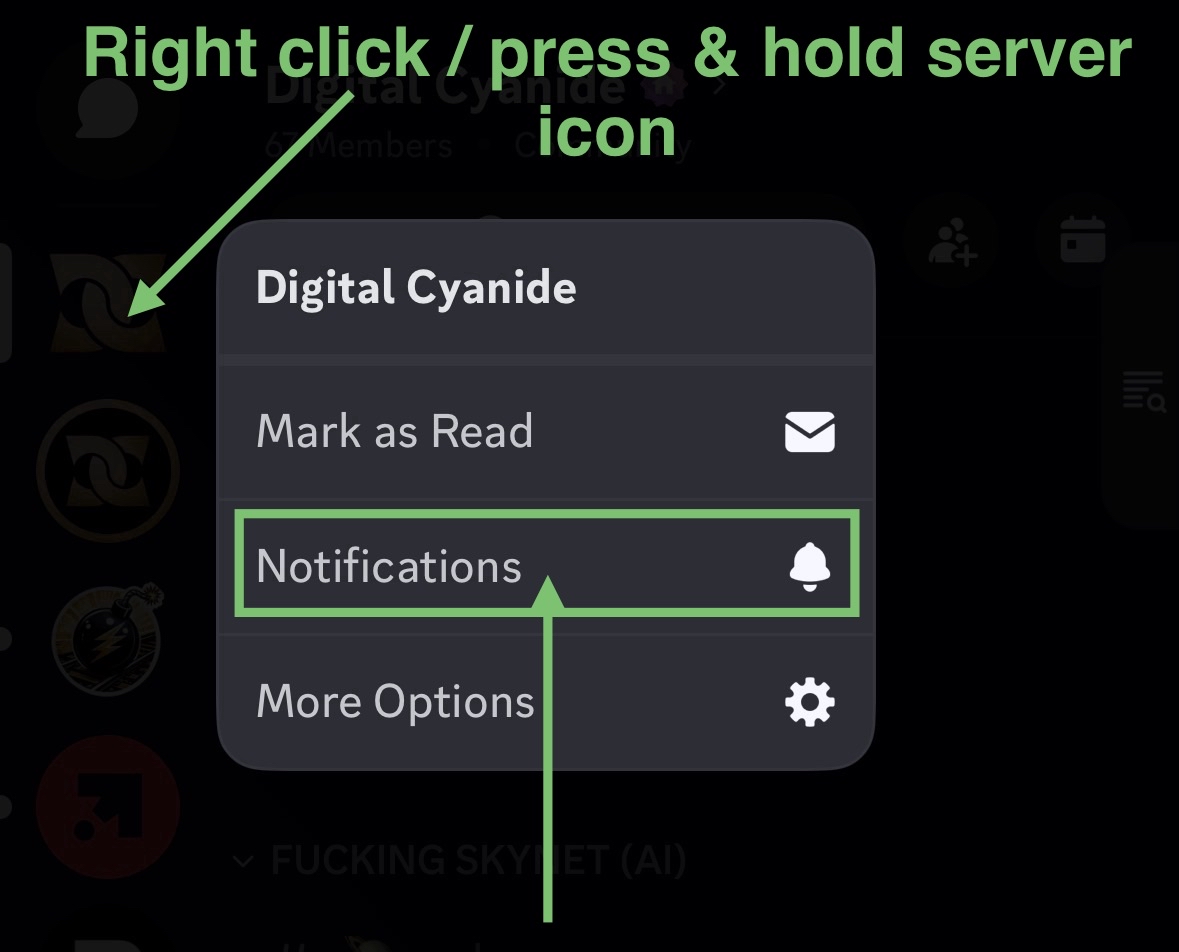 Right click / press & hold server
icon
Digital Cyanide
67 Members · Community
Digital Cyanide
Mark as Read
Notifications
More Options
FUCKING SKYNET (AI)